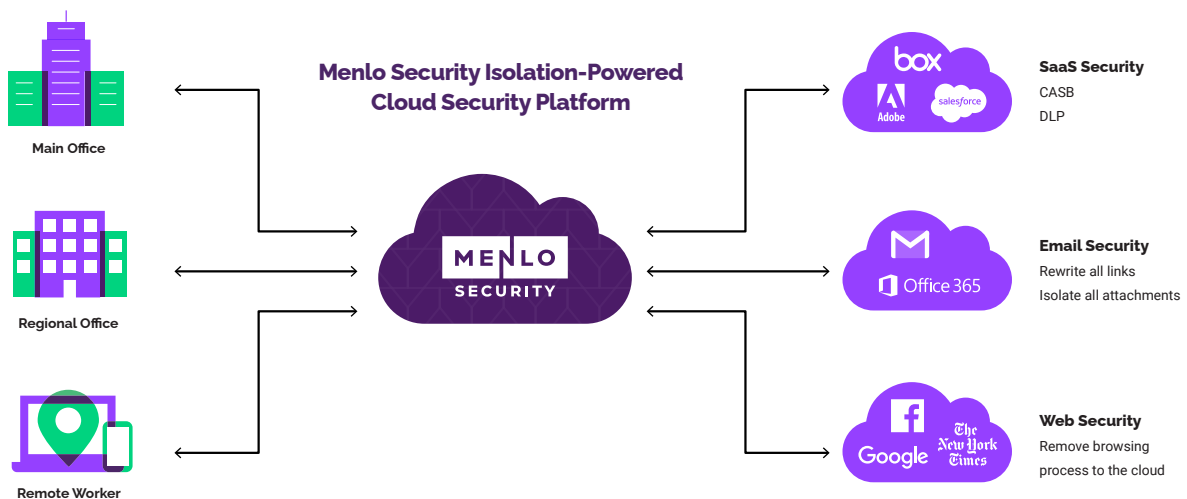 Menlo Security Isolation-Powered
Cloud Security Platform
Main Office
Regional Office
Remote Worker
MENLO
SECURITY
box
Adobe
salesforce
SaaS Security
CASB
DLP
Office 365
Email Security
Rewrite all links
Isolate all attachments
Google
The
New York
Times
Web Security
Remove browsing
process to the cloud